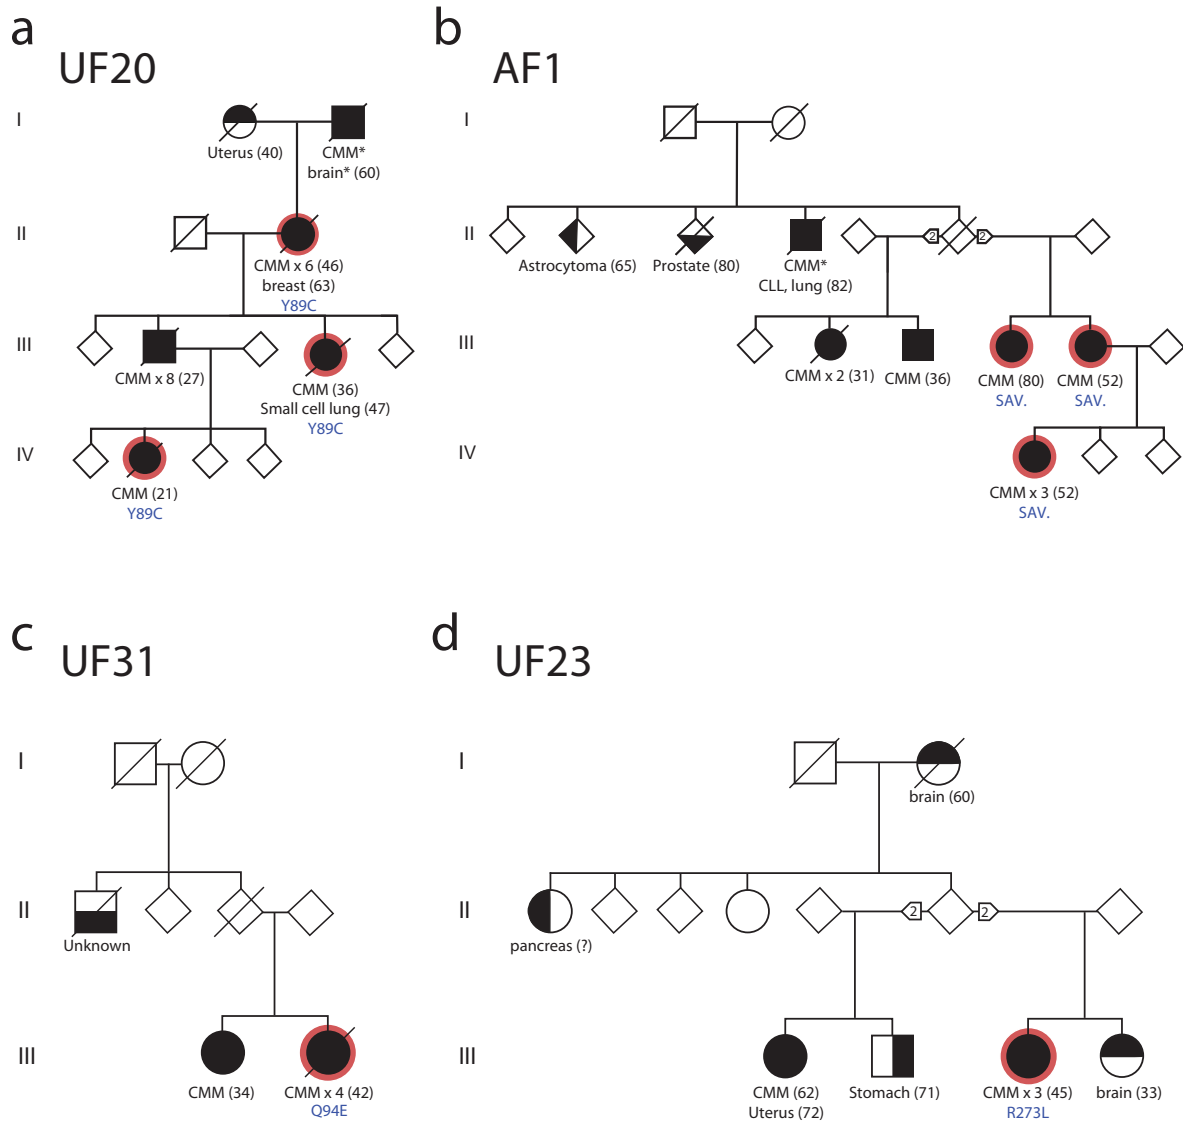 a
UF20
I
Uterus (40)
CMM*
brain* (60)
II
CMM x 6 (46)
breast (63)
Y89C
III
CMM x 8 (27)
CMM (36)
Small cell lung (47)
Y89C
IV
CMM (21)
Y89C
b
AF1
I
II
2
2
Astrocytoma (65)
Prostate (80)
CMM*
CLL, lung (82)
III
CMM x 2 (31)
CMM (36)
CMM (80)
SAV.
CMM (52)
SAV.
IV
CMM x 3 (52)
SAV.
c
UF31
I
II
Unknown
III
CMM (34)
CMM x 4 (42)
Q94E
d
UF23
I
brain (60)
II
2
2
pancreas (?)
III
CMM (62)
Uterus (72)
Stomach (71)
CMM x 3 (45)
R273L
brain (33)